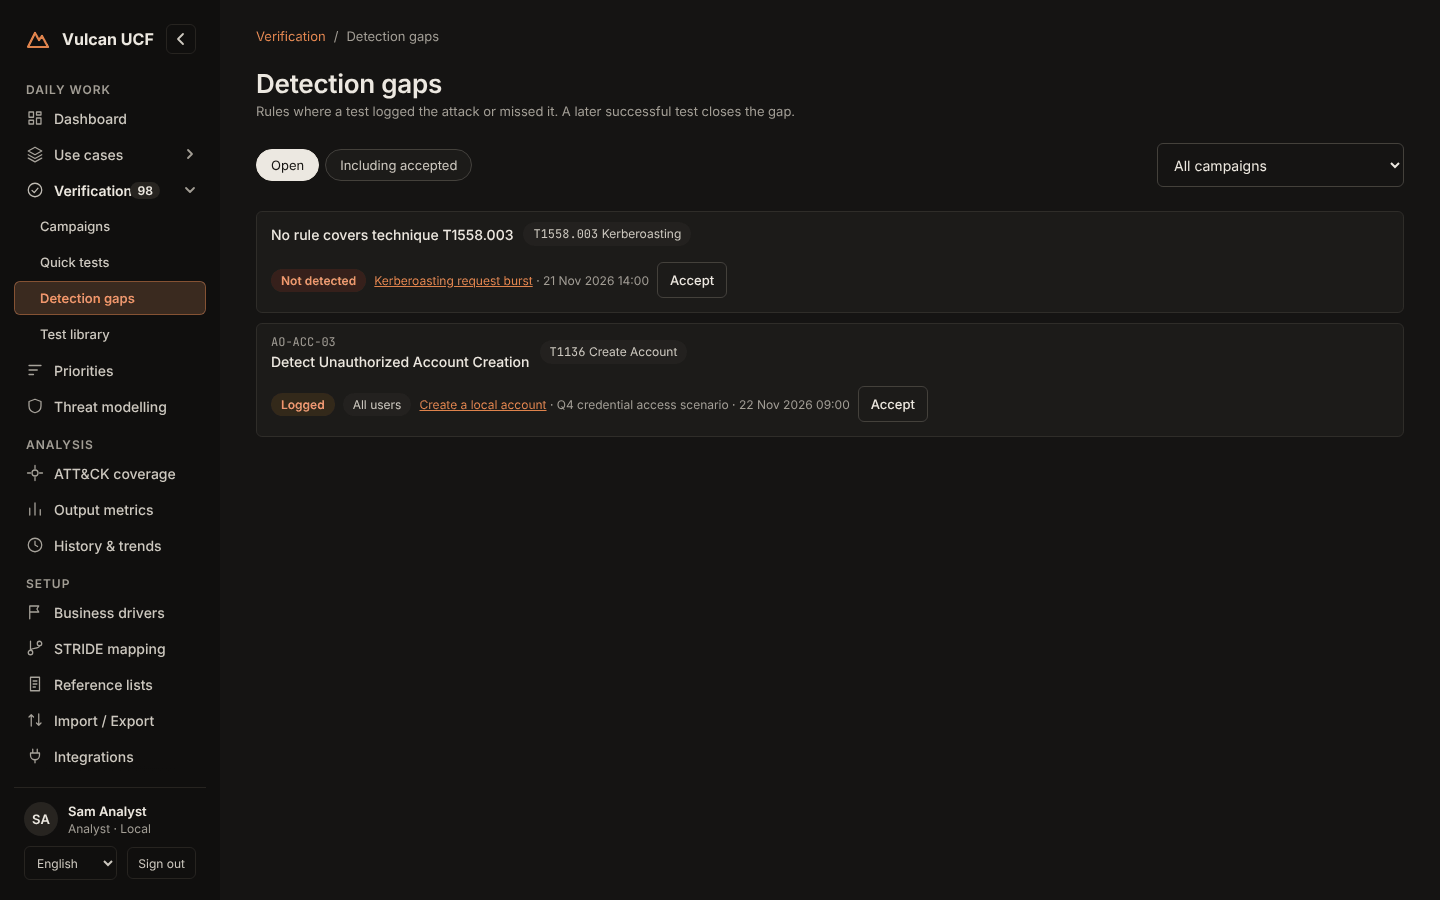 Vulcan UCF
DAILY WORK
Dashboard
Use cases
Verification 98
Campaigns
Quick tests
Detection gaps
Test library
Priorities
Threat modelling
ANALYSIS
ATT&CK coverage
Output metrics
History & trends
SETUP
Business drivers
STRIDE mapping
Reference lists
Import / Export
Integrations
SA
Sam Analyst
Analyst · Local
English
Sign out
Verification / Detection gaps
Detection gaps
Rules where a test logged the attack or missed it. A later successful test closes the gap.
Open
Including accepted
All campaigns
No rule covers technique T1558.003 T1558.003 Kerberoasting
Not detected Kerberoasting request burst · 21 Nov 2026 14:00 Accept
AO-ACC-03
Detect Unauthorized Account Creation T1136 Create Account
Logged All users Create a local account · Q4 credential access scenario · 22 Nov 2026 09:00 Accept